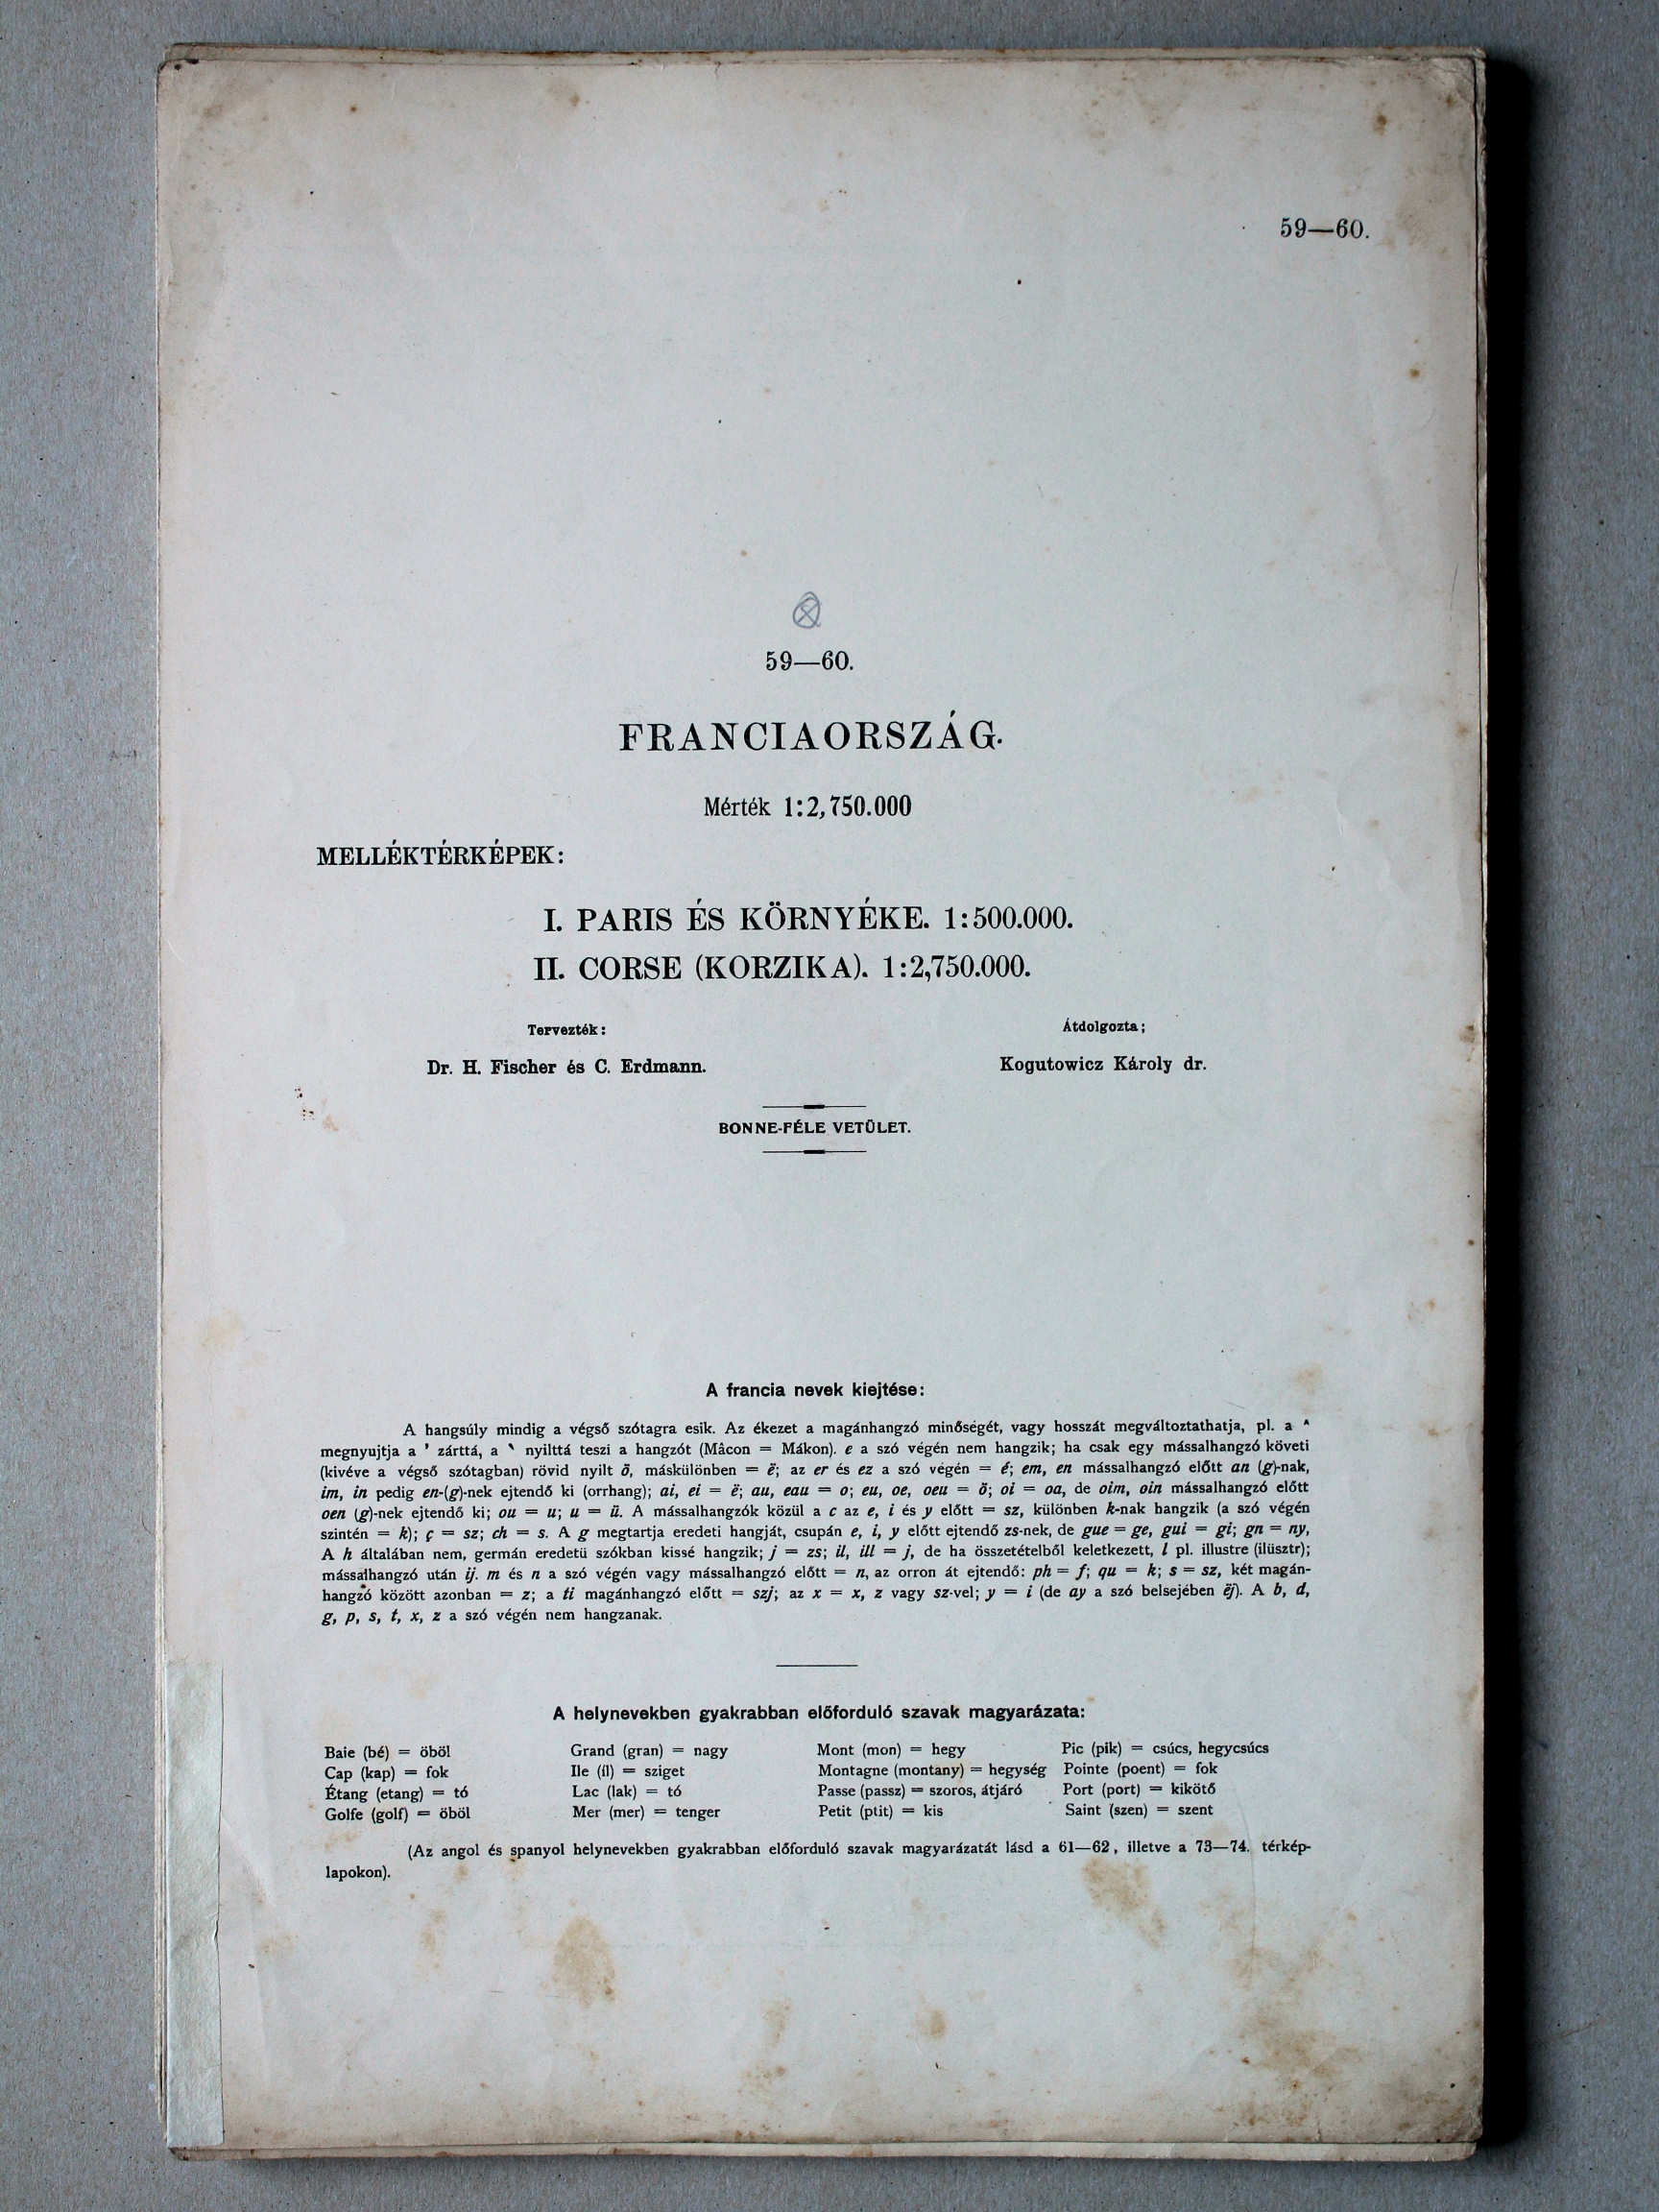 59—60.
59—60.
FRANCIAORSZÁG.
Mérték 1:2,750.000
MELLÉKTÉRKÉPEK:
I. PARIS ÉS KÖRNYÉKE. 1:500.000.
II. CORSE (KORZIKA). 1:2,750.000.
Tervezték:
Dr. H. Fischer és C. Erdmann.
Átdolgozta;
Kogutowicz Károly dr.
BONNE-FÉLE VETÜLET.
A francia nevek kiejtése:
A hangsúly mindig a végső szótagra esik. Az ékezet a magánhangzó minőségét, vagy hosszát megváltoztathatja, pl. a ^
megnyujtja a ' zárttá, a ` nyilttá teszi a hangzót (Mâcon = Mákon). e a szó végén nem hangzik; ha csak egy mássalhangzó követi
(kivéve a végső szótagban) rövid nyilt ö, máskülönben = ë; az er és ez a szó végén = é; em, en mássalhangzó előtt an (g)-nak,
im, in pedig en-(g)-nek ejtendő ki (orrhang); ai, ei = ë; au, eau = o; eu, oe, oeu = ö; oi = oa, de oim, oin mássalhangzó előtt
oen (g)-nek ejtendő ki; ou = u; u = ü. A mássalhangzók közül a c az e, i és y előtt = sz, különben k-nak hangzik (a szó végén
szintén = k); ç = sz; ch = s. A g megtartja eredeti hangját, csupán e, i, y előtt ejtendő zs-nek, de gue = ge, gui = gi; gn = ny,
A h általában nem, germán eredetü szókban kissé hangzik; j = zs; il, ill = j, de ha összetételből keletkezett, l pl. illustre (ilüsztr);
mássalhangzó után ij. m és n a szó végén vagy mássalhangzó előtt = n, az orron át ejtendő: ph = f; qu = k; s = sz, két magán-
hangzó között azonban = z; a ti magánhangzó előtt = szj; az x = x, z vagy sz-vel; y = i (de ay a szó belsejében ëj). A b, d,
g, p, s, t, x, z a szó végén nem hangzanak.
A helynevekben gyakrabban előforduló szavak magyarázata:
Baie (bé) = öböl
Cap (kap) = fok
Étang (etang) = tó
Golfe (golf) = öböl
Grand (gran) = nagy
Ile (íl) = sziget
Lac (lak) = tó
Mer (mer) = tenger
Mont (mon) = hegy
Montagne (montany) = hegység
Passe (passz) = szoros, átjáró
Petit (ptit) = kis
Pic (pik) = csúcs, hegycsúcs
Pointe (poent) = fok
Port (port) = kikötő
Saint (szen) = szent
(Az angol és spanyol helynevekben gyakrabban előforduló szavak magyarázatát lásd a 61—62, illetve a 73—74. térkép-
lapokon).